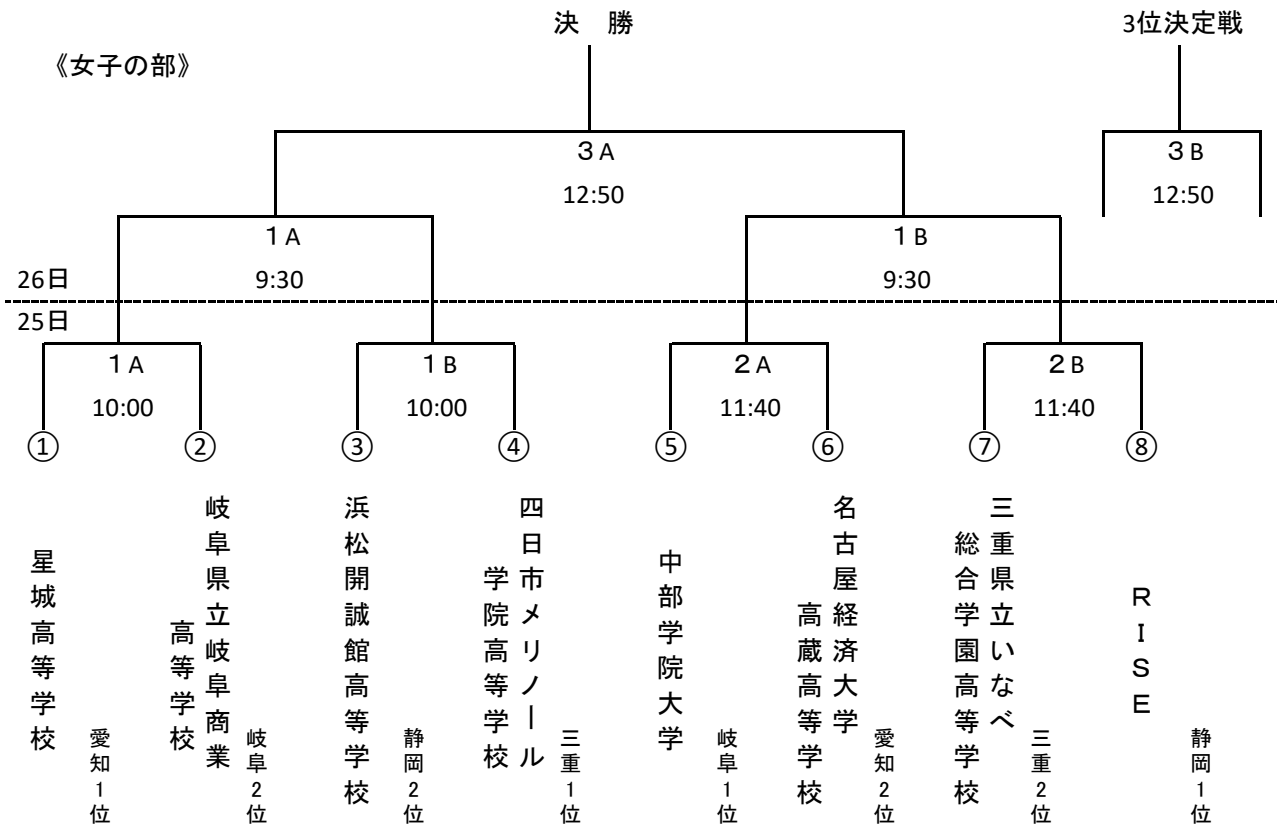 決 勝
3位決定戦
《女子の部》
3A
12:50
3B
12:50
1A
9:30
1B
9:30
26日
25日
1A
10:00
1B
10:00
2A
11:40
2B
11:40
①
②
③
④
⑤
⑥
⑦
⑧
星城高等学校
愛知1位
岐阜県立岐阜商業
高等学校
岐阜2位
浜松開誠館高等学校
静岡2位
四日市メリノール
学院高等学校
三重1位
中部学院大学
岐阜1位
名古屋経済大学
高蔵高等学校
愛知2位
三重県立いなべ
総合学園高等学校
三重2位
RISE
静岡1位